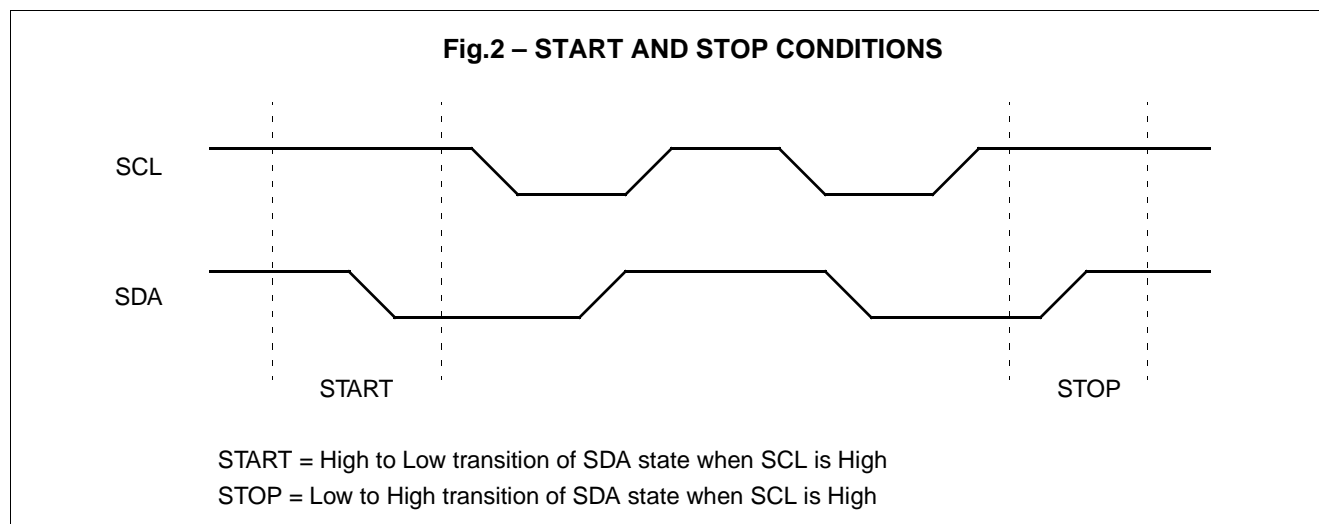 Fig.2 – START AND STOP CONDITIONS
SCL
SDA
START
STOP
START = High to Low transition of SDA state when SCL is High
STOP = Low to High transition of SDA state when SCL is High